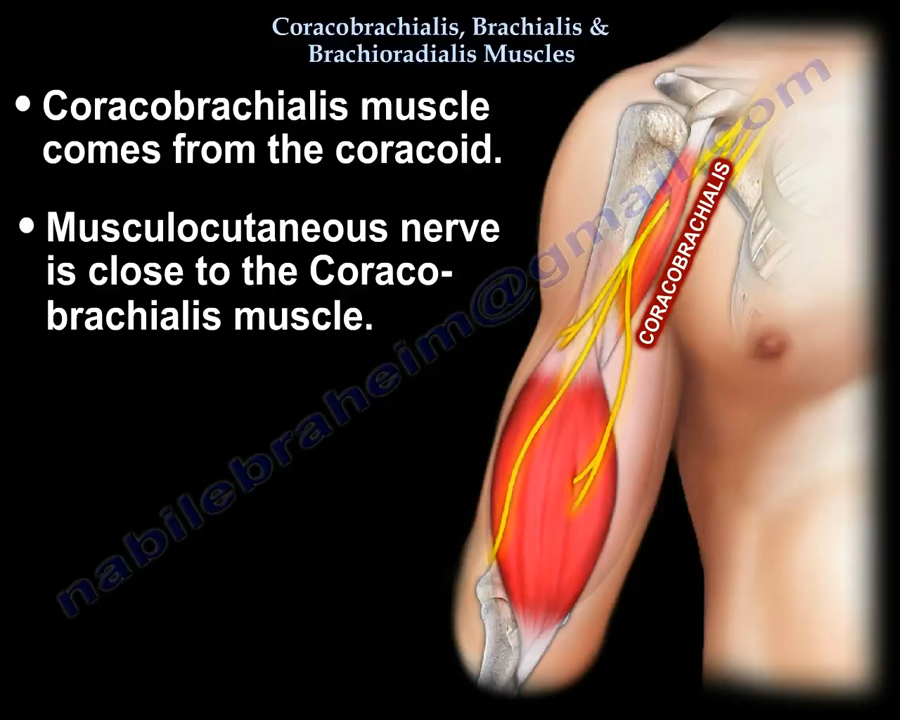 Coracobrachialis, Brachialis &
Brachioradialis Muscles
• Coracobrachialis muscle
comes from the coracoid.
• Musculocutaneous nerve
is close to the Coraco-
brachialis muscle.
CORACOBRACHIALIS
nabilebraheim@gmail.com